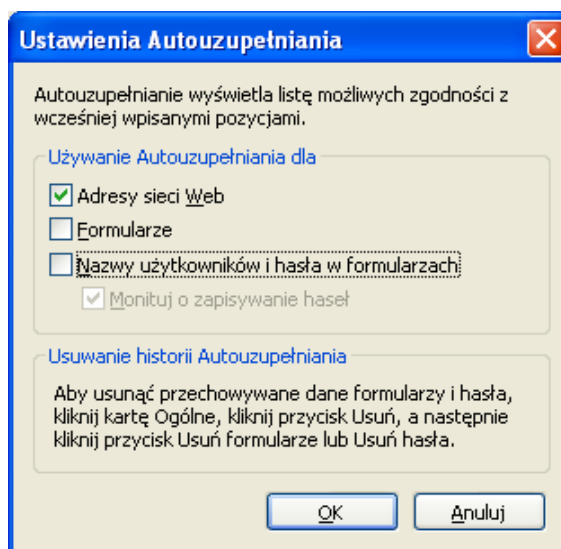 Ustawienia Autouzupełniania
Autouzupełnianie wyświetla listę możliwych zgodności z
wcześniej wpisanymi pozycjami.
Używanie Autouzupełniania dla
Adresy sieci Web
Formularze
Nazwy użytkowników i hasła w formularzach
Monituj o zapisywanie haseł
Usuwanie historii Autouzupełniania
Aby usunąć przechowywane dane formularzy i hasła,
kliknij kartę Ogólne, kliknij przycisk Usuń, a następnie
kliknij przycisk Usuń formularze lub Usuń hasła.
OK
Anuluj